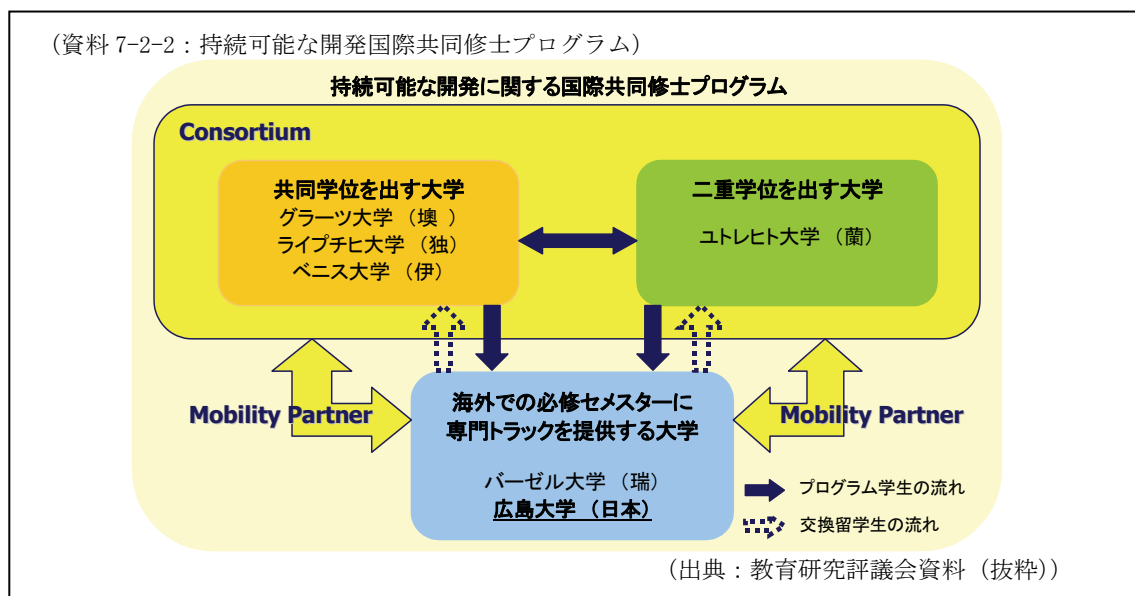 (資料 7-2-2：持続可能な開発国際共同修士プログラム)
持続可能な開発に関する国際共同修士プログラム
Consortium
共同学位を出す大学
グラーツ大学 (墺 )
ライプチヒ大学 (独)
ベニス大学 (伊)
二重学位を出す大学
ユトレヒト大学 (蘭)
Mobility Partner
海外での必修セメスターに
専門トラックを提供する大学
バーゼル大学 (瑞)
広島大学 (日本)
Mobility Partner
プログラム学生の流れ
交換留学生の流れ
(出典：教育研究評議会資料 (抜粋))